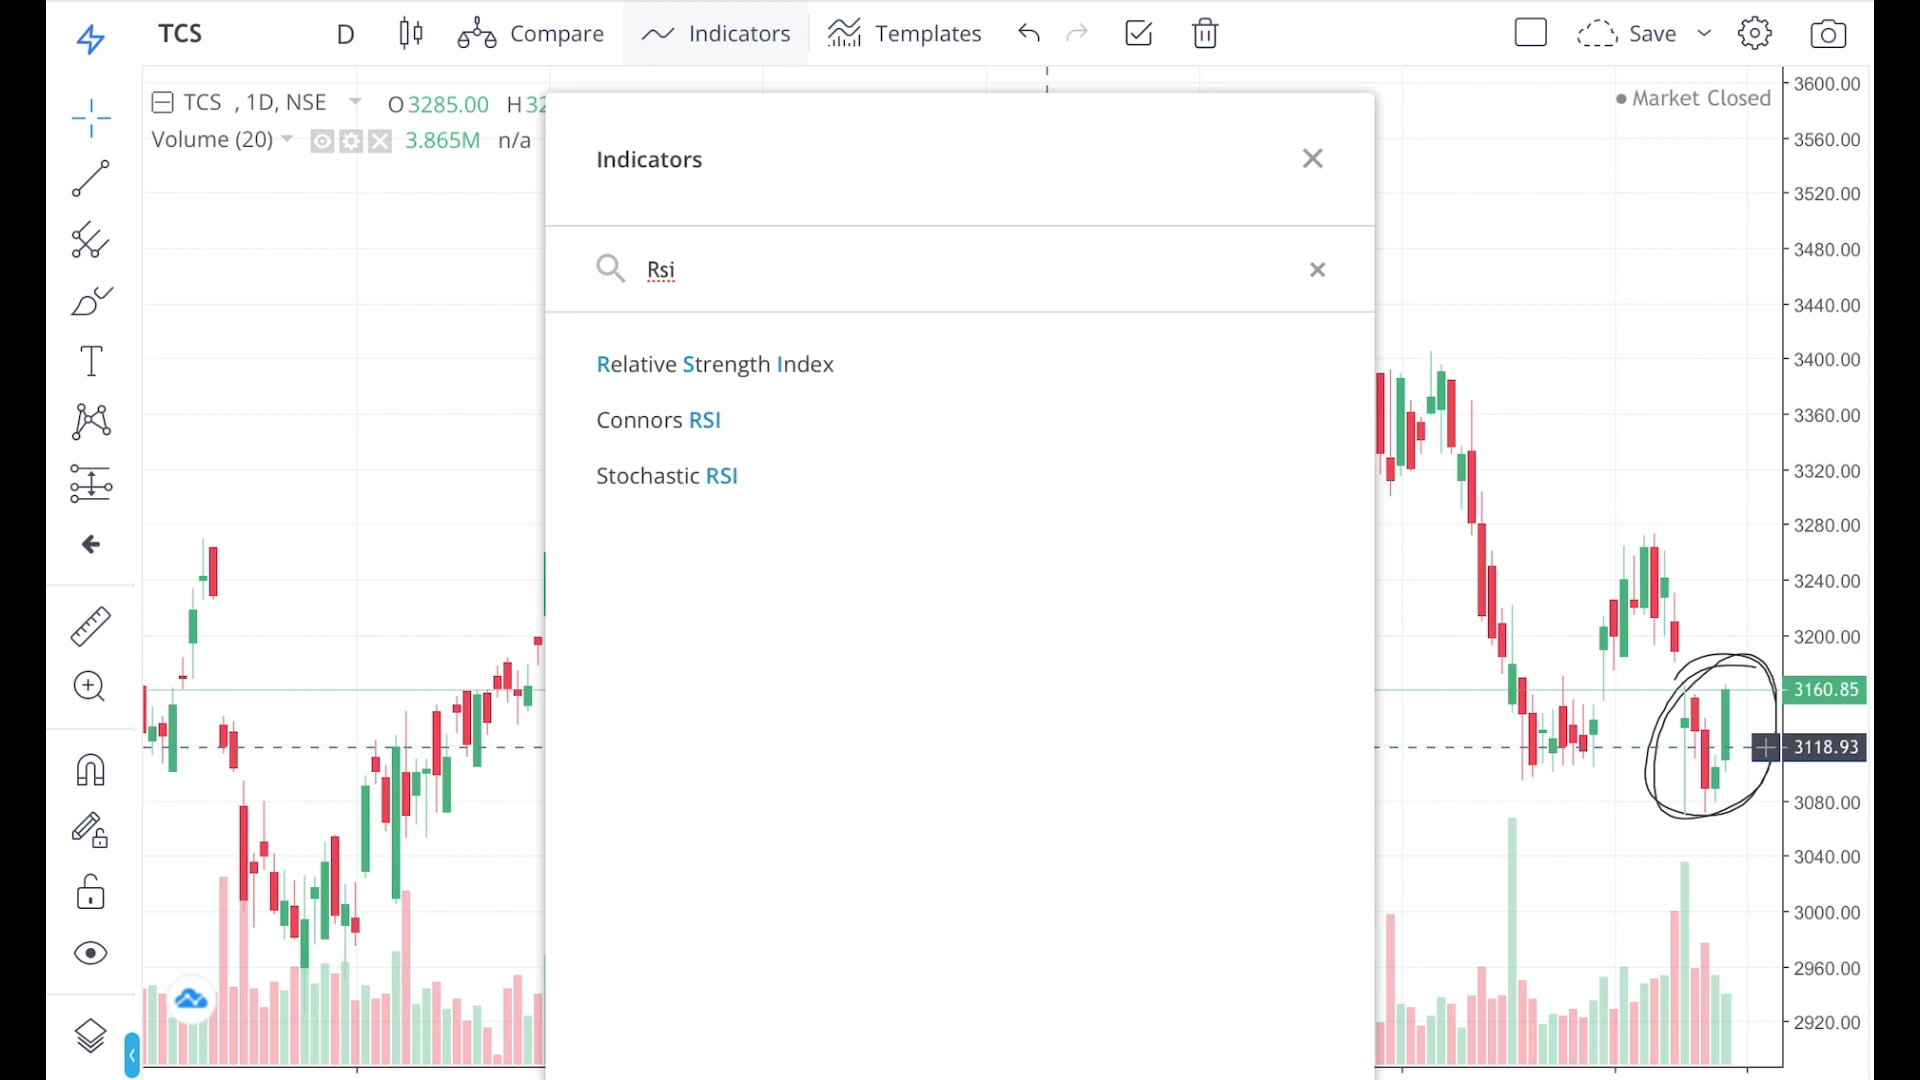 TCS D Compare Indicators Templates Save
TCS , 1D, NSE O3285.00 H32
Market Closed
Volume (20) 3.865M n/a
Indicators
Rsi
Relative Strength Index
Connors RSI
Stochastic RSI
3600.00
3560.00
3520.00
3480.00
3440.00
3400.00
3360.00
3320.00
3280.00
3240.00
3200.00
3160.85
3118.93
3080.00
3040.00
3000.00
2960.00
2920.00